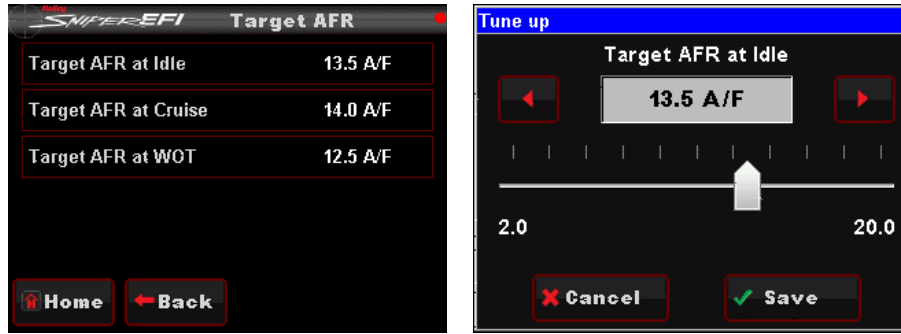 Holley
SNIPER EFI Target AFR
Target AFR at Idle 13.5 A/F
Target AFR at Cruise 14.0 A/F
Target AFR at WOT 12.5 A/F
Home Back
Tune up
Target AFR at Idle
13.5 A/F
2.0 20.0
Cancel Save